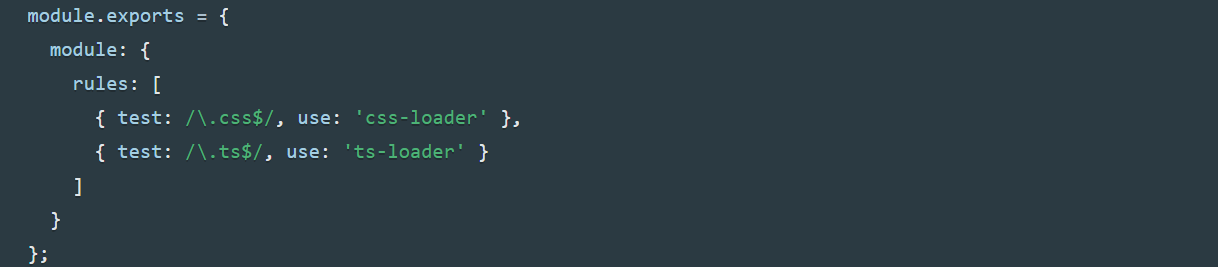 module.exports = {
  module: {
    rules: [
      { test: /\.css$/, use: 'css-loader' },
      { test: /\.ts$/, use: 'ts-loader' }
    ]
  }
};